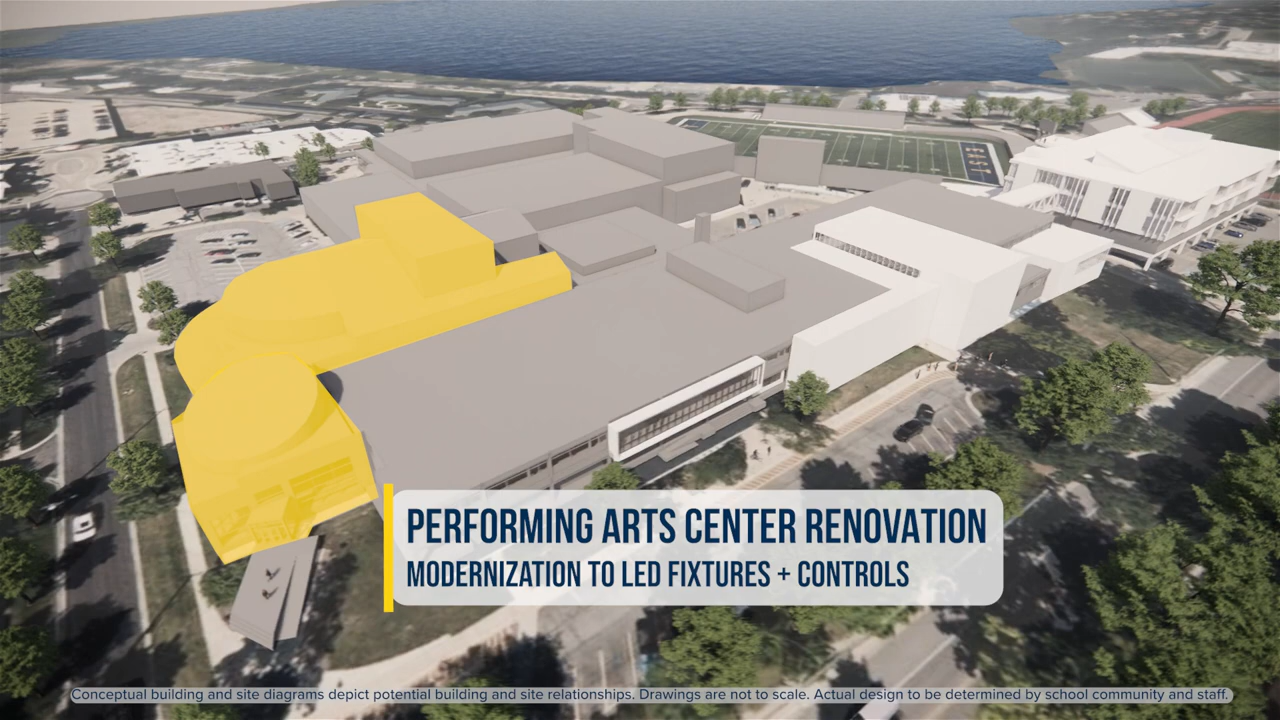 EAST
PERFORMING ARTS CENTER RENOVATION
MODERNIZATION TO LED FIXTURES + CONTROLS
Conceptual building and site diagrams depict potential building and site relationships. Drawings are not to scale. Actual design to be determined by school community and staff.